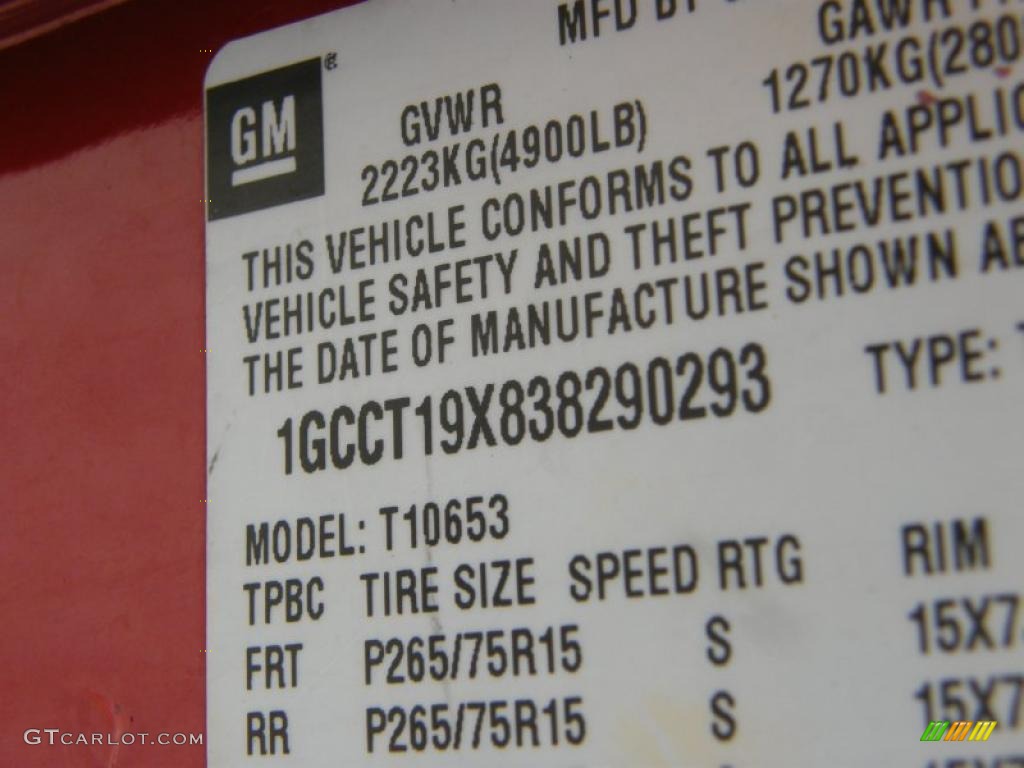 MFD BY
GM
GVWR
2223KG(4900LB)
GAWR
1270KG(280
THIS VEHICLE CONFORMS TO ALL APPLIC
VEHICLE SAFETY AND THEFT PREVENTIO
THE DATE OF MANUFACTURE SHOWN AB
1GCCT19X838290293
TYPE:
MODEL: T10653
TPBC TIRE SIZE SPEED RTG RIM
FRT P265/75R15 S 15X7
RR P265/75R15 S 15X7
GTCARLOT.COM